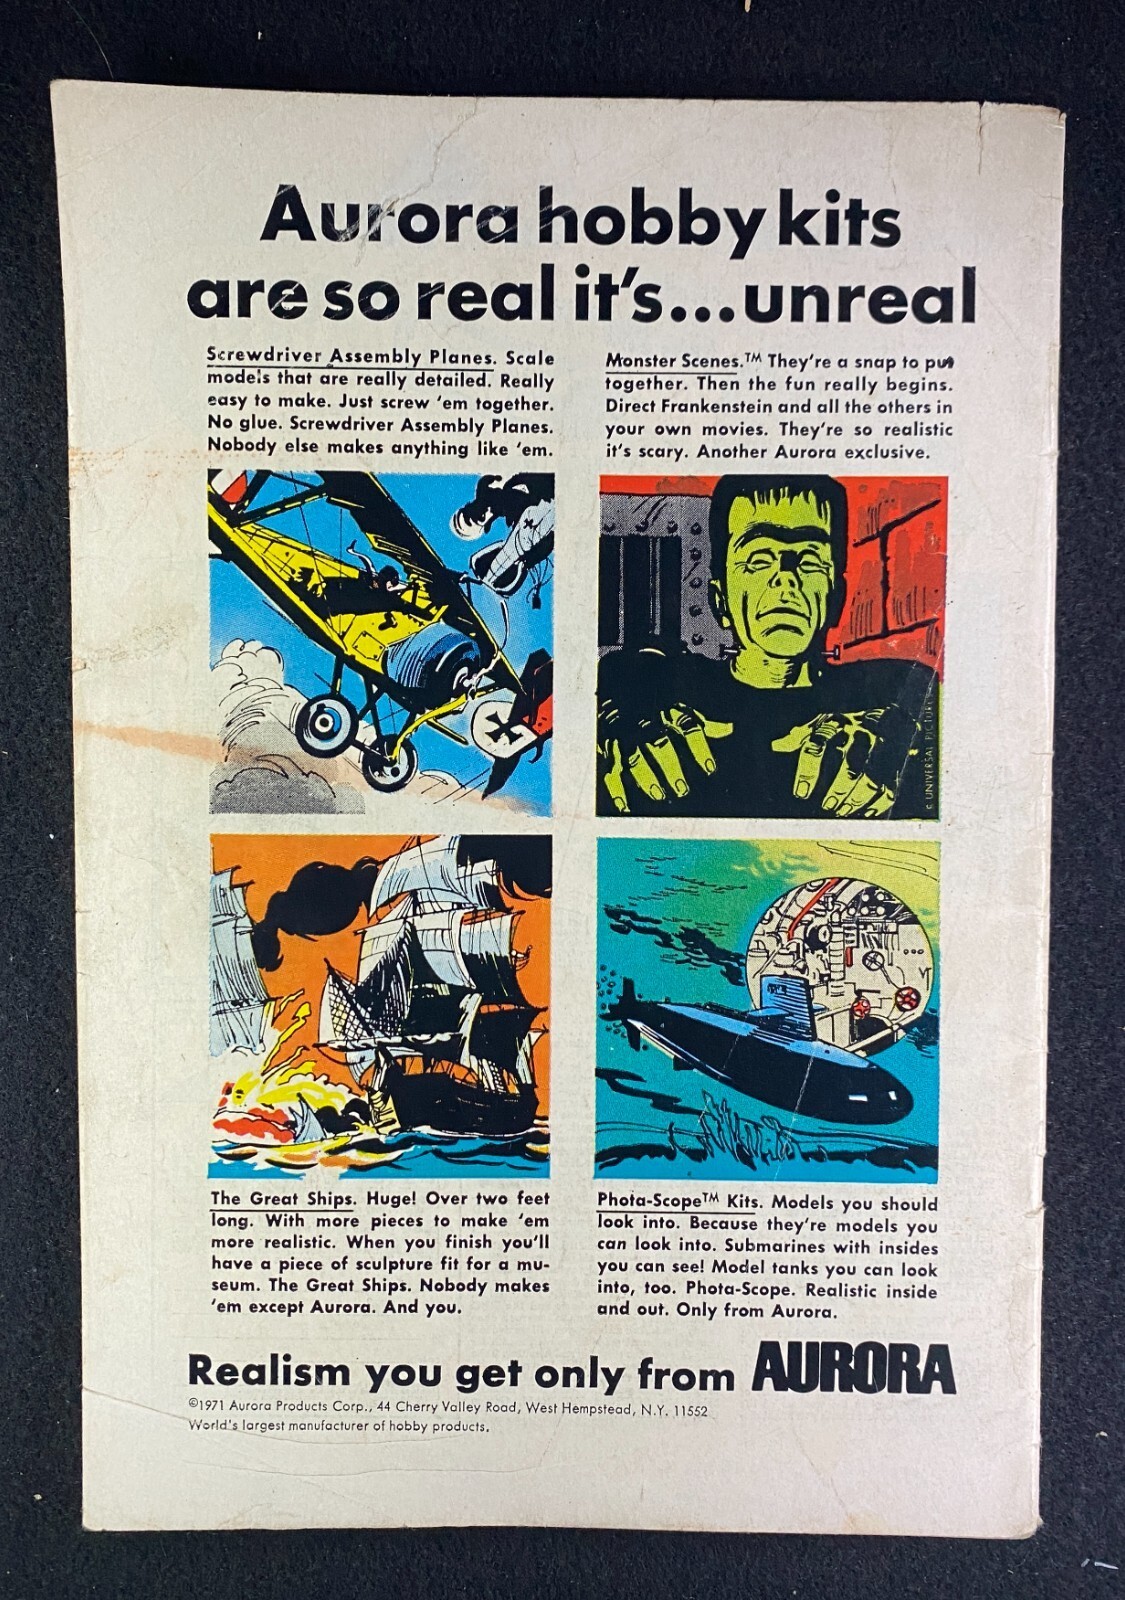 Aurora hobby kits
are so real it's...unreal
Screwdriver Assembly Planes. Scale
models that are really detailed. Really
easy to make. Just screw 'em together.
No glue. Screwdriver Assembly Planes.
Nobody else makes anything like 'em.
Monster Scenes.™ They're a snap to put
together. Then the fun really begins.
Direct Frankenstein and all the others in
your own movies. They're so realistic
it's scary. Another Aurora exclusive.
© UNIVERSAL PICTURES
The Great Ships. Huge! Over two feet
long. With more pieces to make 'em
more realistic. When you finish you'll
have a piece of sculpture fit for a mu-
seum. The Great Ships. Nobody makes
'em except Aurora. And you.
Phota-Scope™ Kits. Models you should
look into. Because they're models you
can look into. Submarines with insides
you can see! Model tanks you can look
into, too. Phota-Scope. Realistic inside
and out. Only from Aurora.
Realism you get only from AURORA
©1971 Aurora Products Corp., 44 Cherry Valley Road, West Hempstead, N.Y. 11552
World's largest manufacturer of hobby products.